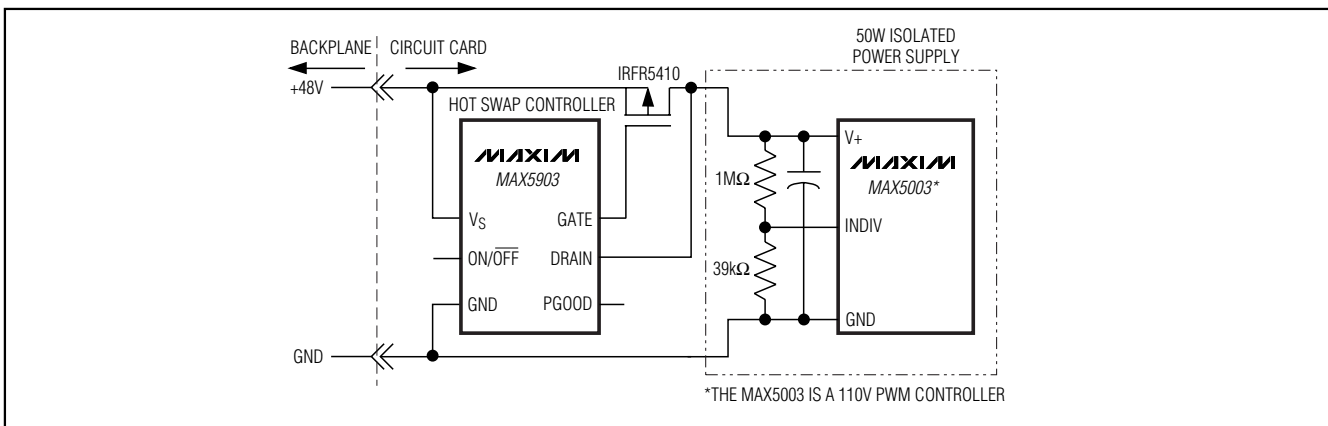 BACKPLANE
CIRCUIT CARD
50W ISOLATED
POWER SUPPLY
+48V
IRFR5410
HOT SWAP CONTROLLER
MAXIM
MAX5903
VS
GATE
ON/OFF
DRAIN
GND
PGOOD
1MΩ
39kΩ
V+
MAXIM
MAX5003*
INDIV
GND
GND
*THE MAX5003 IS A 110V PWM CONTROLLER